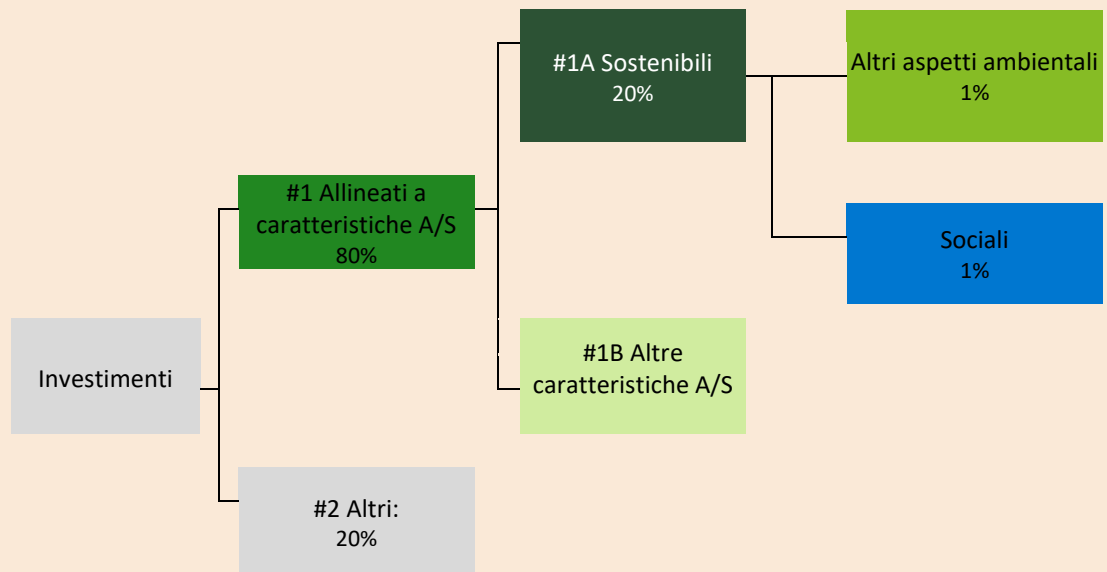 #1A Sostenibili
20%
Altri aspetti ambientali
1%
#1 Allineati a
caratteristiche A/S
80%
Sociali
1%
Investimenti
#1B Altre
caratteristiche A/S
#2 Altri:
20%